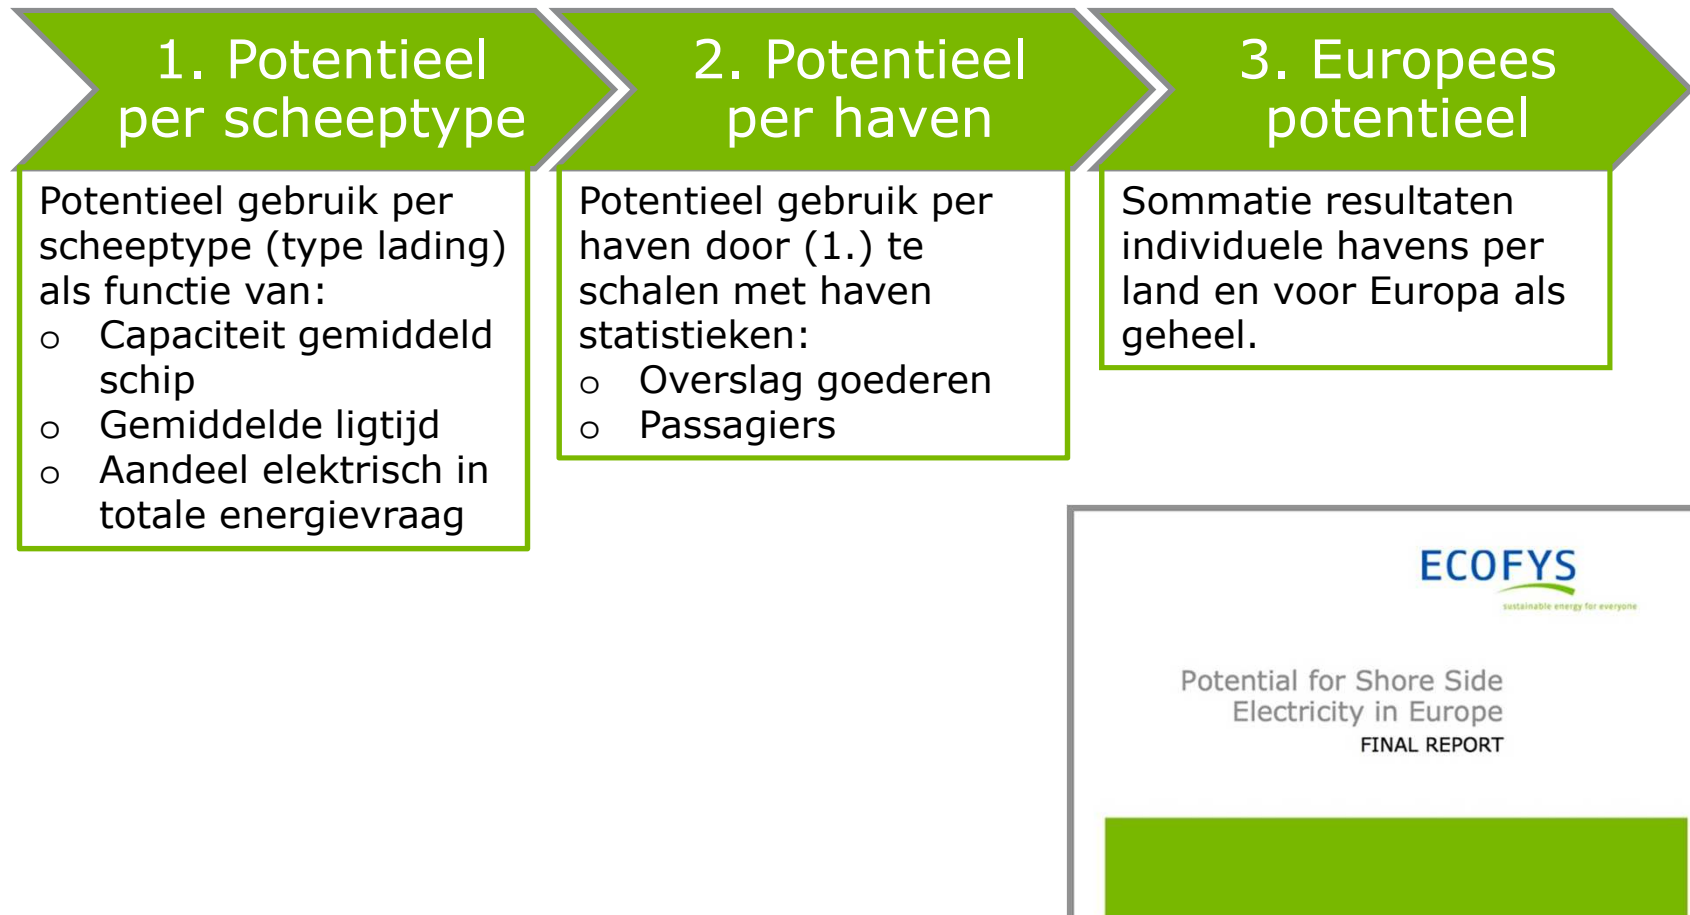 1. Potentieel
per scheeptype
2. Potentieel
per haven
3. Europees
potentieel
Potentieel gebruik per
scheeptype (type lading)
als functie van:
o Capaciteit gemiddeld
schip
o Gemiddelde ligtijd
o Aandeel elektrisch in
totale energievraag
Potentieel gebruik per
haven door (1.) te
schalen met haven
statistieken:
o Overslag goederen
o Passagiers
Sommatie resultaten
individuele havens per
land en voor Europa als
geheel.
ECOFYS
sustainable energy for everyone
Potential for Shore Side
Electricity in Europe
FINAL REPORT